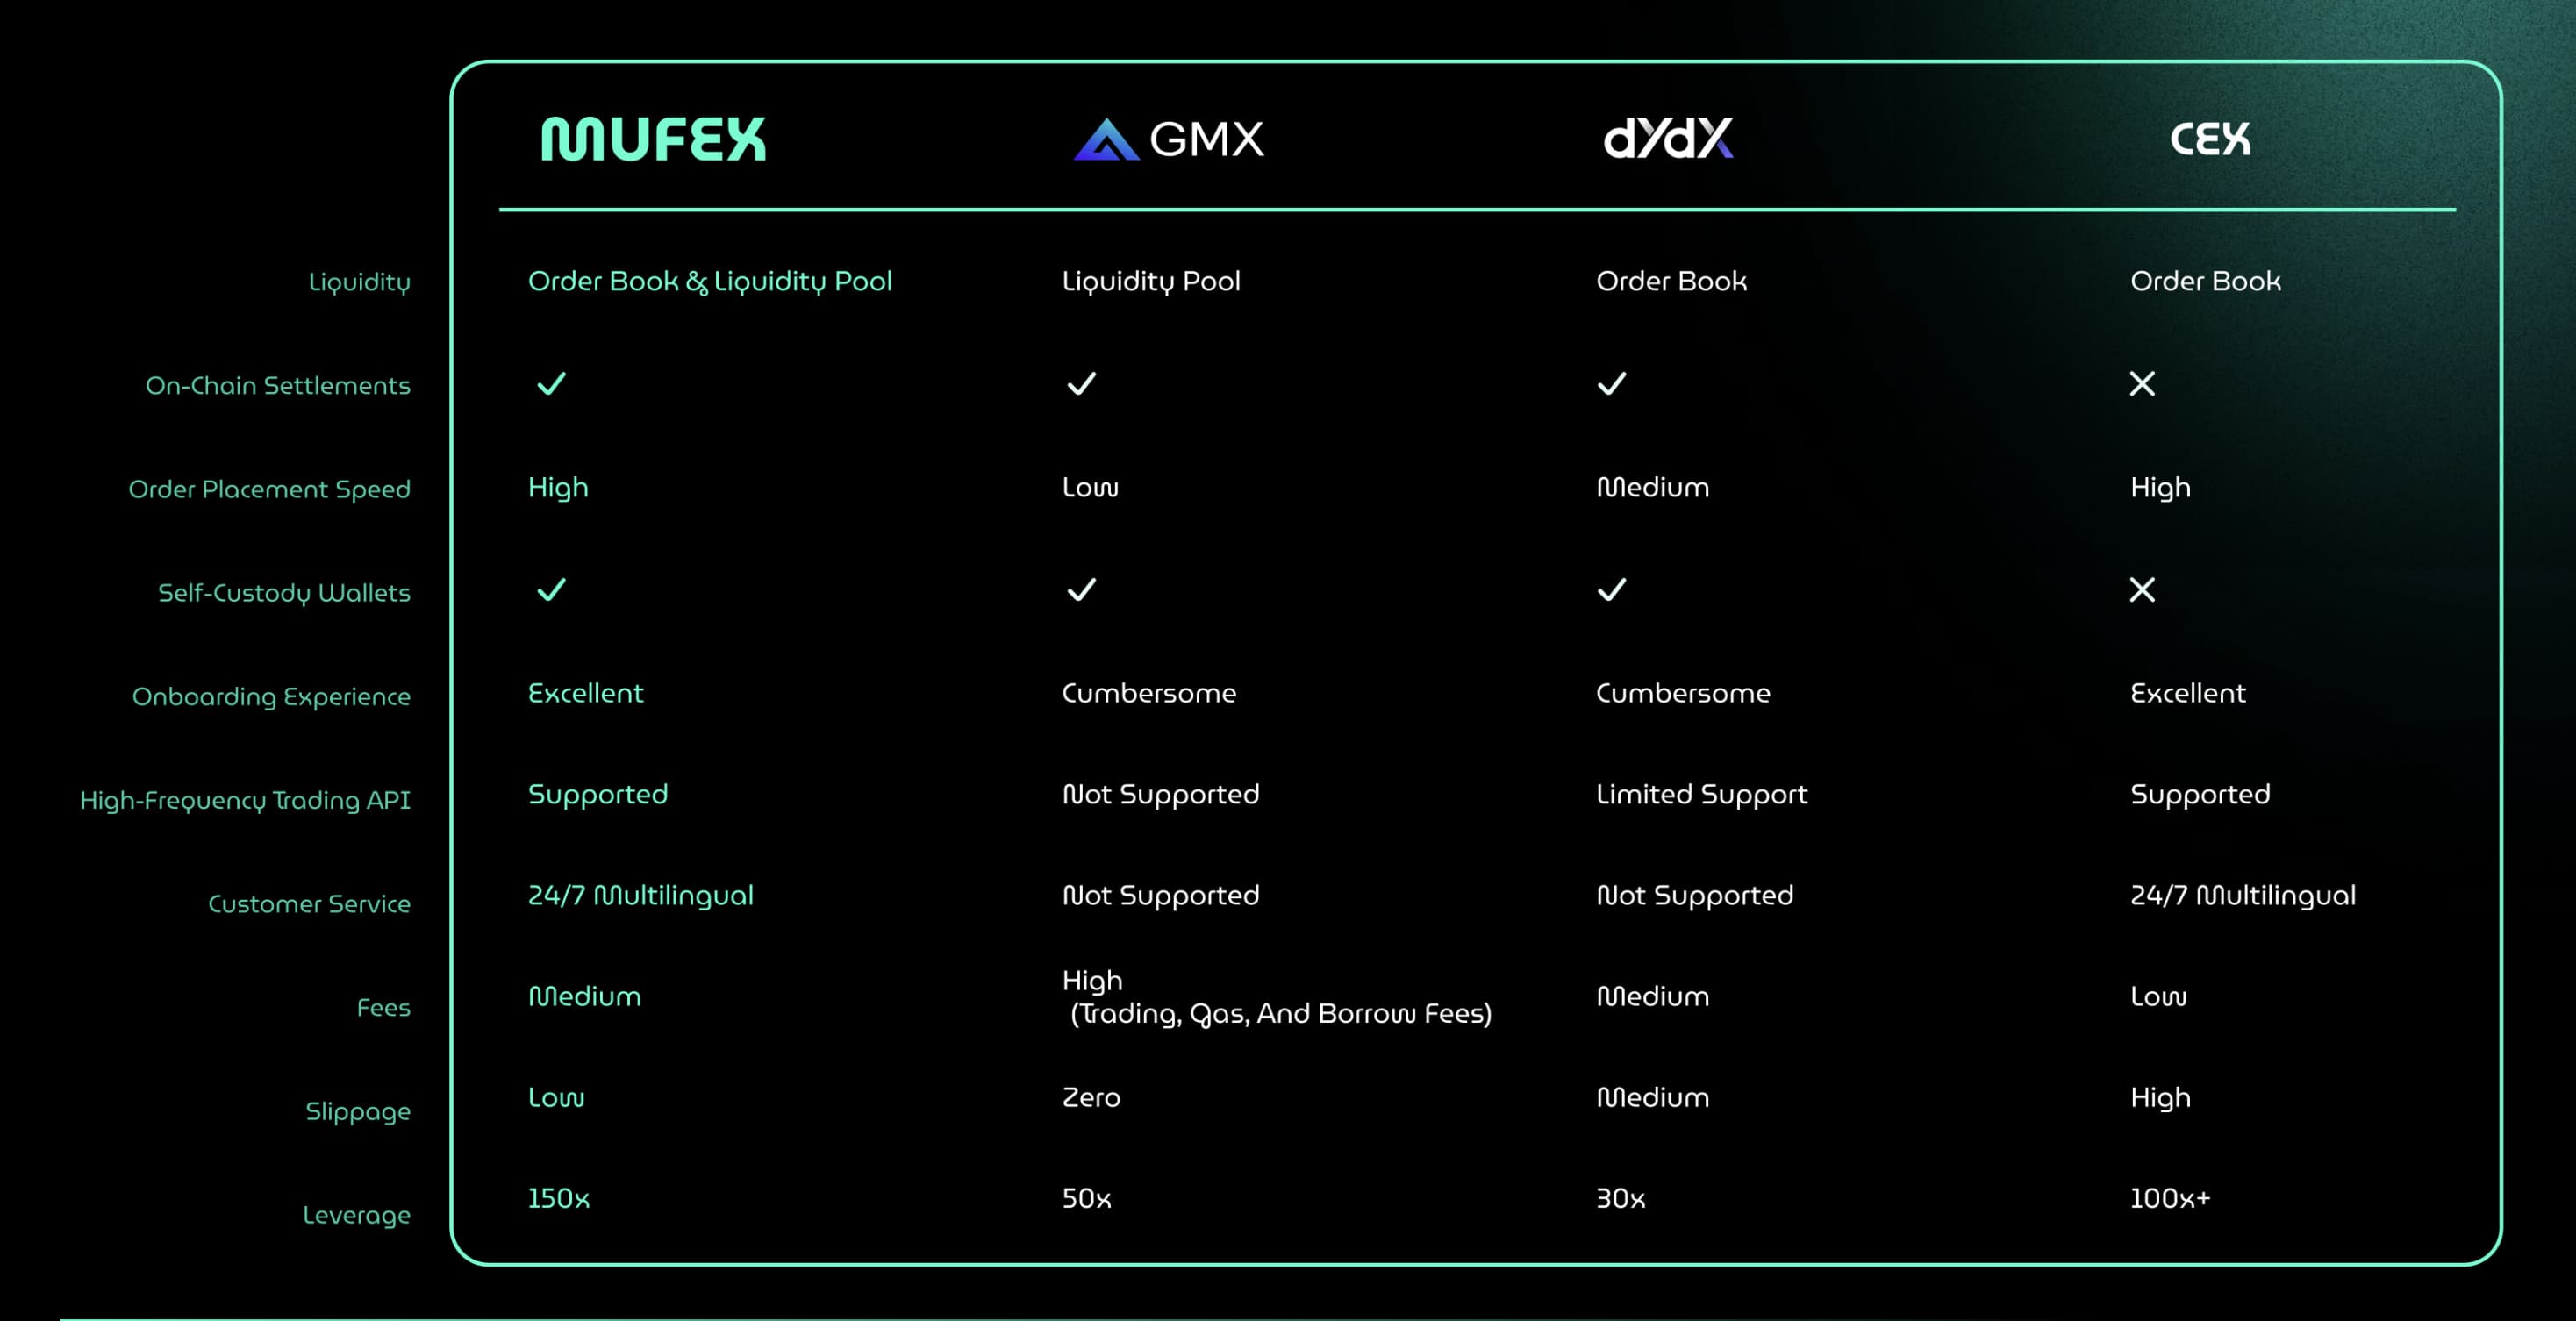 MUFEX GMX dYdX CEX
Liquidity Order Book & Liquidity Pool Liquidity Pool Order Book Order Book
On-Chain Settlements
Order Placement Speed High Low Medium High
Self-Custody Wallets
Onboarding Experience Excellent Cumbersome Cumbersome Excellent
High-Frequency Trading API Supported Not Supported Limited Support Supported
Customer Service 24/7 Multilingual Not Supported Not Supported 24/7 Multilingual
Fees Medium High (Trading, Gas, And Borrow Fees) Medium Low
Slippage Low Zero Medium High
Leverage 150x 50x 30x 100x+